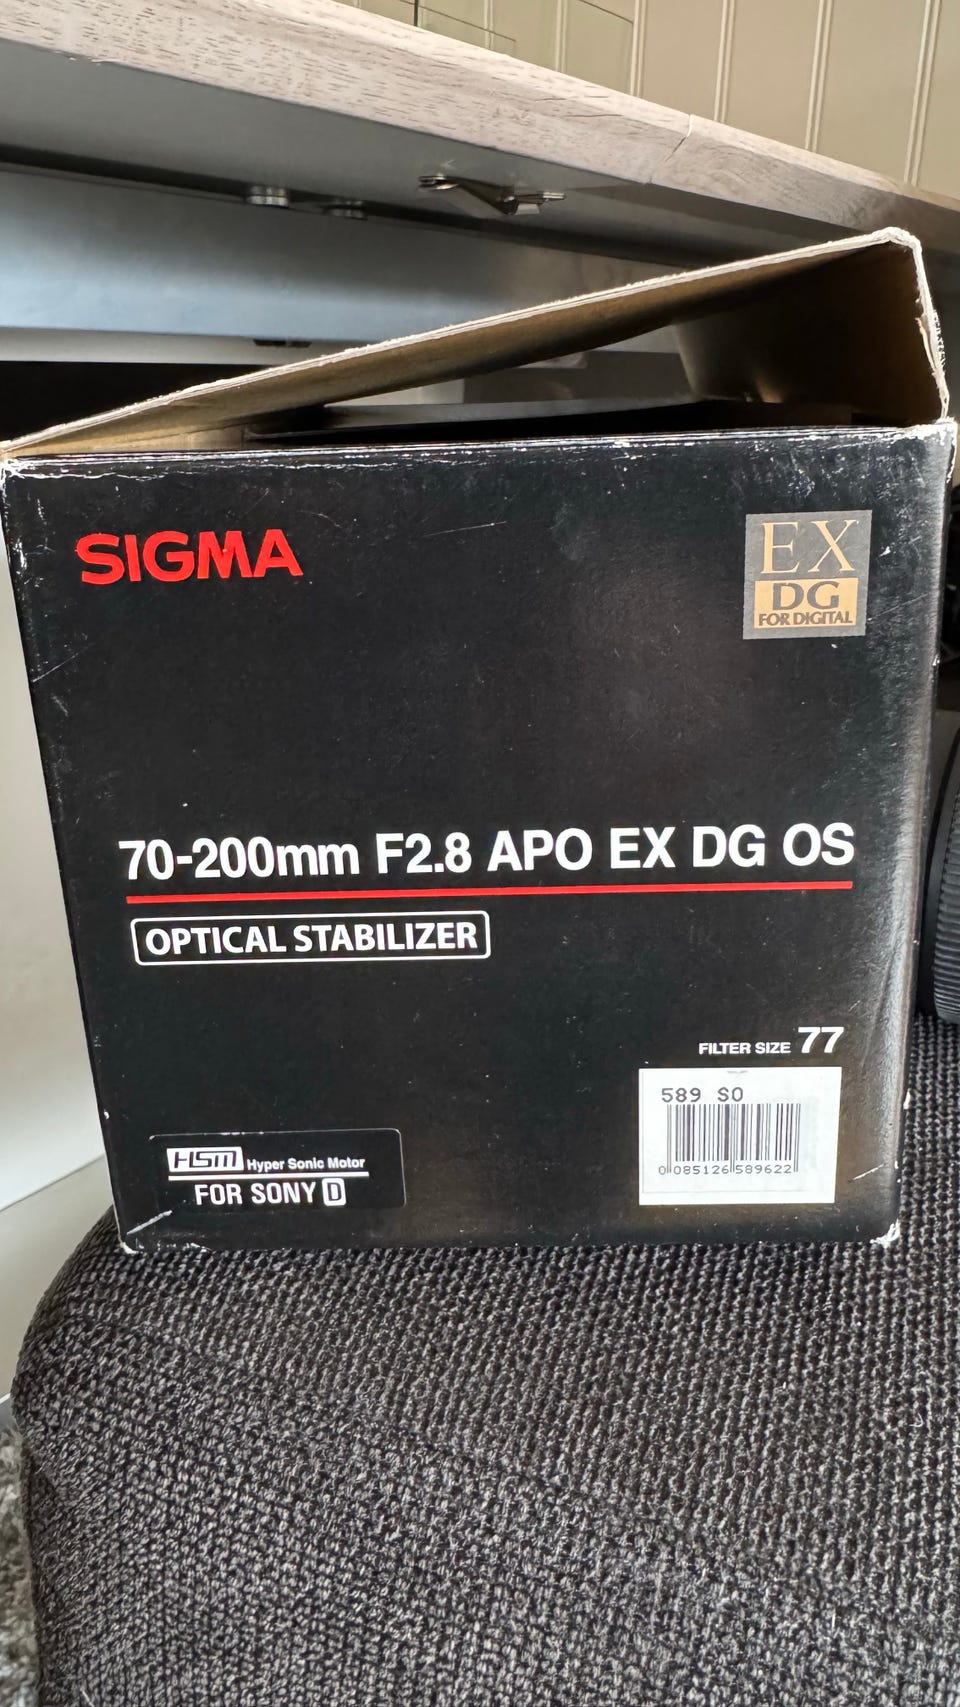 SIGMA
EX
DG
FOR DIGITAL
70-200mm F2.8 APO EX DG OS
OPTICAL STABILIZER
FILTER SIZE 77
589 SO
0 085126 589622
HSM Hyper Sonic Motor
FOR SONY D